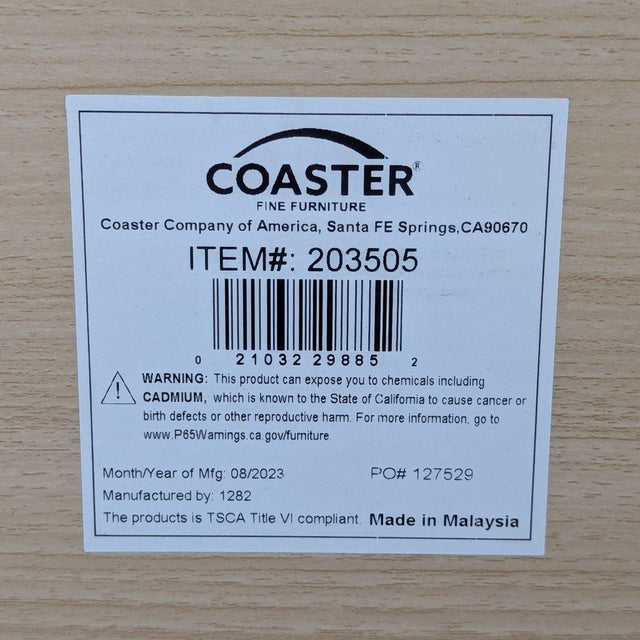 COASTER®
FINE FURNITURE
Coaster Company of America, Santa FE Springs,CA90670
ITEM#: 203505
0 21032 29885 2
WARNING: This product can expose you to chemicals including
CADMIUM, which is known to the State of California to cause cancer or
birth defects or other reproductive harm. For more information, go to
www.P65Warnings.ca.gov/furniture
Month/Year of Mfg: 08/2023 PO# 127529
Manufactured by: 1282
The products is TSCA Title VI compliant. Made in Malaysia